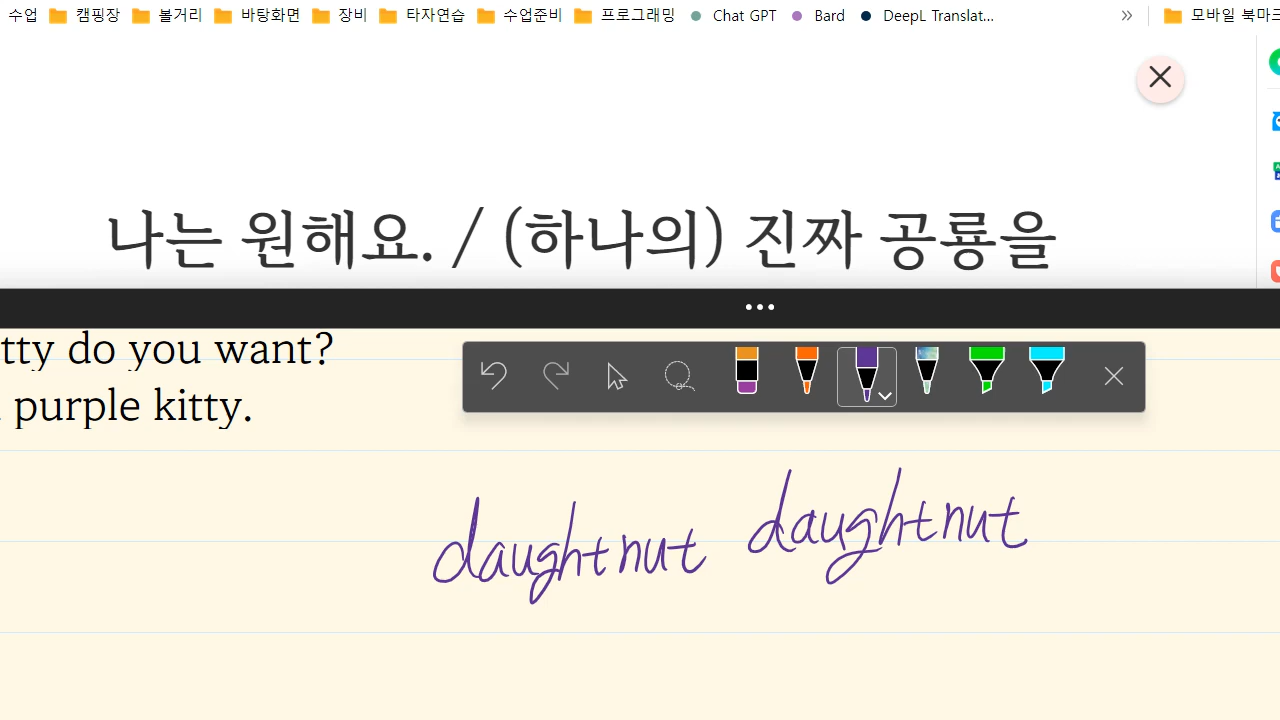 수업 캠핑장 볼거리 바탕화면 장비 타자연습 수업준비 프로그래밍 Chat GPT Bard DeepL Translat... » 모바일 북마크
나는 원해요. / (하나의) 진짜 공룡을
tty do you want?
purple kitty.
daughtnut daughtnut